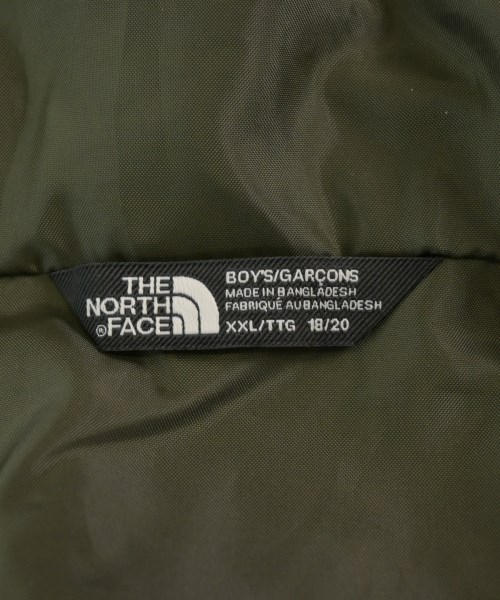 THE
NORTH
®FACE
BOY'S/GARÇONS
MADE IN BANGLADESH
FABRIQUÉ AU BANGLADESH
XXL/TTG 18/20